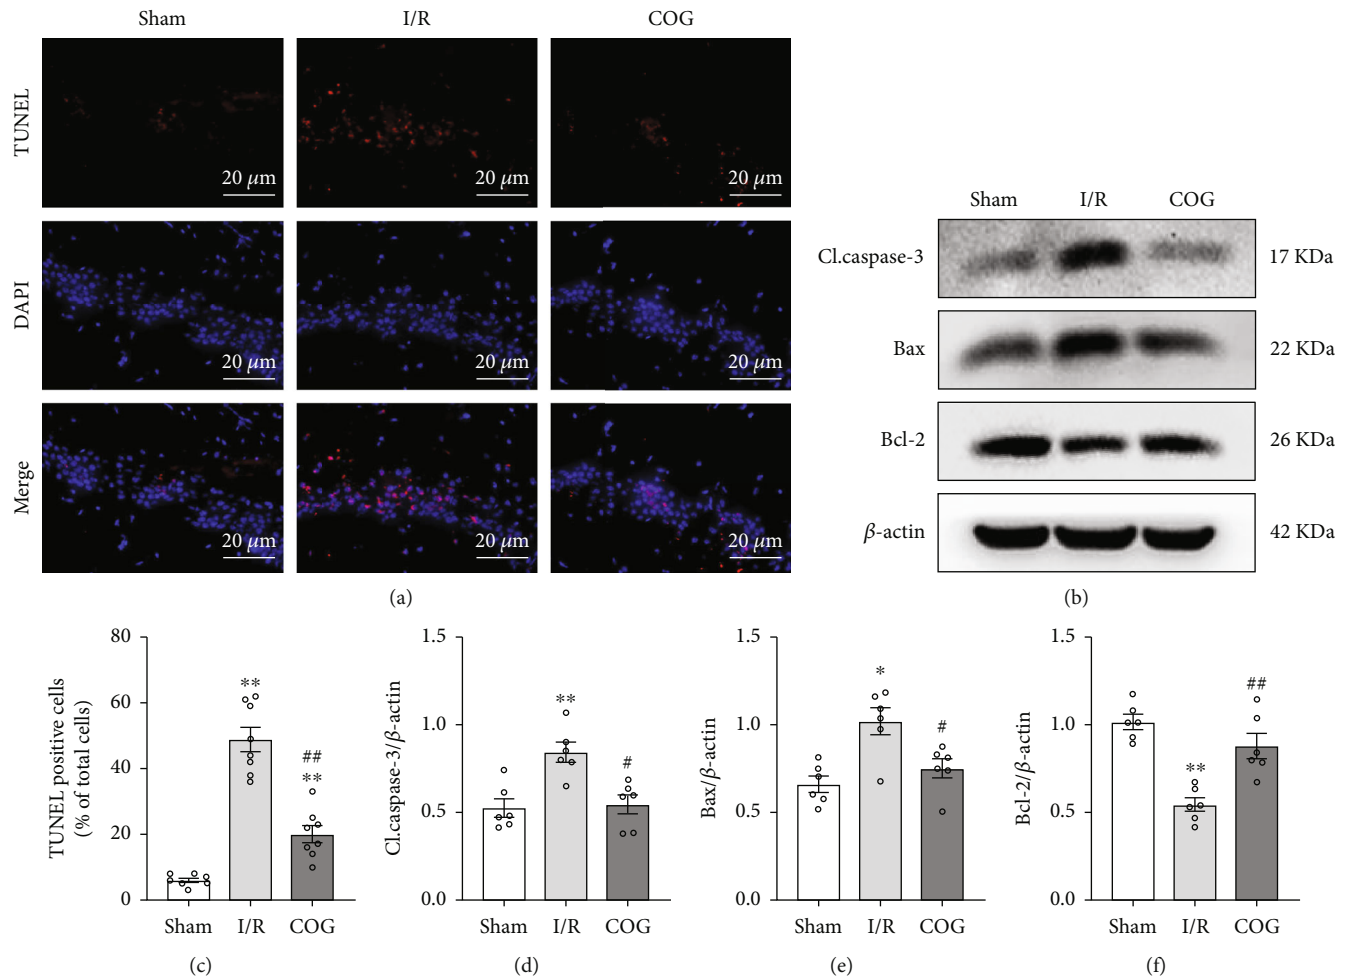 Sham I/R COG
TUNEL
20 μm 20 μm 20 μm
DAPI
20 μm 20 μm 20 μm
Merge
20 μm 20 μm 20 μm
(a)
Sham I/R COG
Cl.caspase-3 17 KDa
Bax 22 KDa
Bcl-2 26 KDa
β-actin 42 KDa
(b)
TUNEL positive cells
(% of total cells)
80
60
40
20
0
**
##
**
Sham I/R COG
(c)
Cl.caspase-3/β-actin
1.5
1.0
0.5
0.0
**
#
Sham I/R COG
(d)
Bax/β-actin
1.5
1.0
0.5
0.0
*
#
Sham I/R COG
(e)
Bcl-2/β-actin
1.5
1.0
0.5
0.0
**
##
Sham I/R COG
(f)